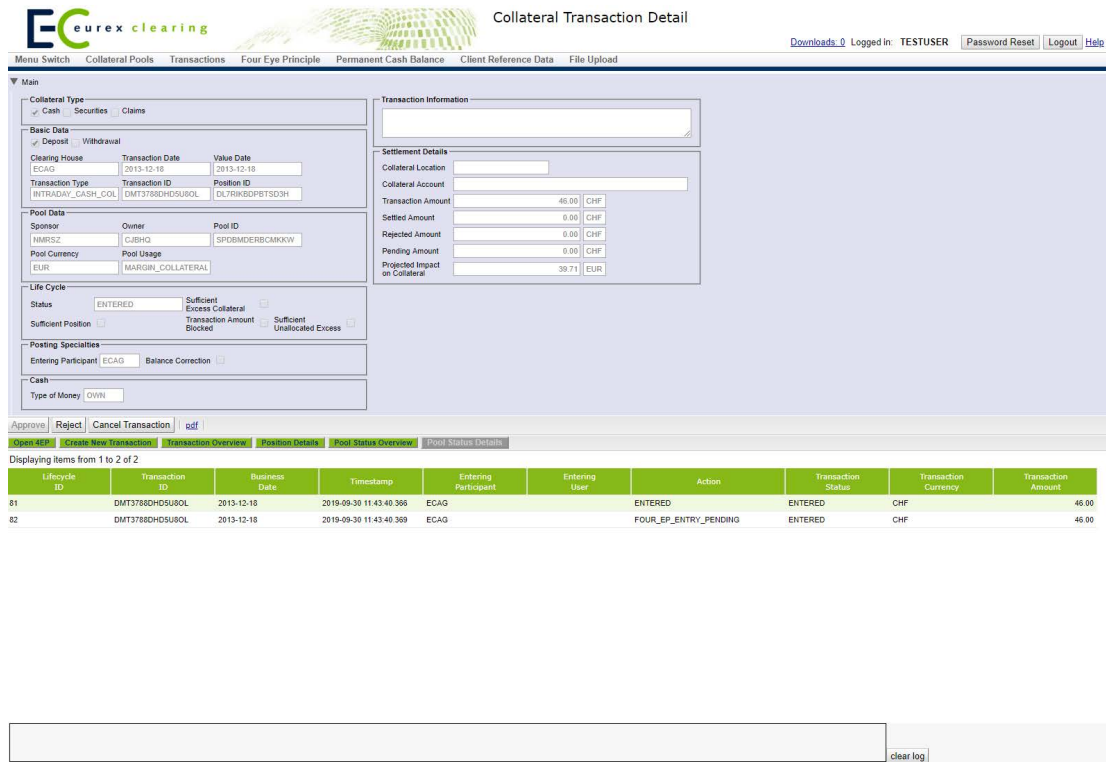 eurex clearing
Collateral Transaction Detail
Downloads: 0 Logged in: TESTUSER Password Reset Logout Help
Menu Switch Collateral Pools Transactions Four Eye Principle Permanent Cash Balance Client Reference Data File Upload
Main
Collateral Type
Cash Securities Claims
Basic Data
Deposit Withdrawal
Clearing House Transaction Date Value Date
ECAG 2013-12-18 2013-12-18
Transaction Type Transaction ID Position ID
INTRADAY_CASH_COL DMT3788DHD5U8OL DL7RIKBDPBTSD3H
Pool Data
Sponsor Owner Pool ID
NMRSZ CJBHQ SPDBMDERBCMKKW
Pool Currency Pool Usage
EUR MARGIN_COLLATERAL
Life Cycle
Status ENTERED Sufficient Excess Collateral
Sufficient Position Transaction Amount Blocked Sufficient Unallocated Excess
Posting Specialties
Entering Participant ECAG Balance Correction
Cash
Type of Money OWN
Transaction Information
Settlement Details
Collateral Location
Collateral Account
Transaction Amount 46.00 CHF
Settled Amount 0.00 CHF
Rejected Amount 0.00 CHF
Pending Amount 0.00 CHF
Projected Impact on Collateral 39.71 EUR
Approve Reject Cancel Transaction pdf
Open 4EP Create New Transaction Transaction Overview Position Details Pool Status Overview Pool Status Details
Displaying items from 1 to 2 of 2
Lifecycle ID Transaction ID Business Date Timestamp Entering Participant Entering User Action Transaction Status Transaction Currency Transaction Amount
81 DMT3788DHD5U8OL 2013-12-18 2019-09-30 11:43:40.366 ECAG ENTERED ENTERED CHF 46.00
82 DMT3788DHD5U8OL 2013-12-18 2019-09-30 11:43:40.369 ECAG FOUR_EP_ENTRY_PENDING ENTERED CHF 46.00
clear log